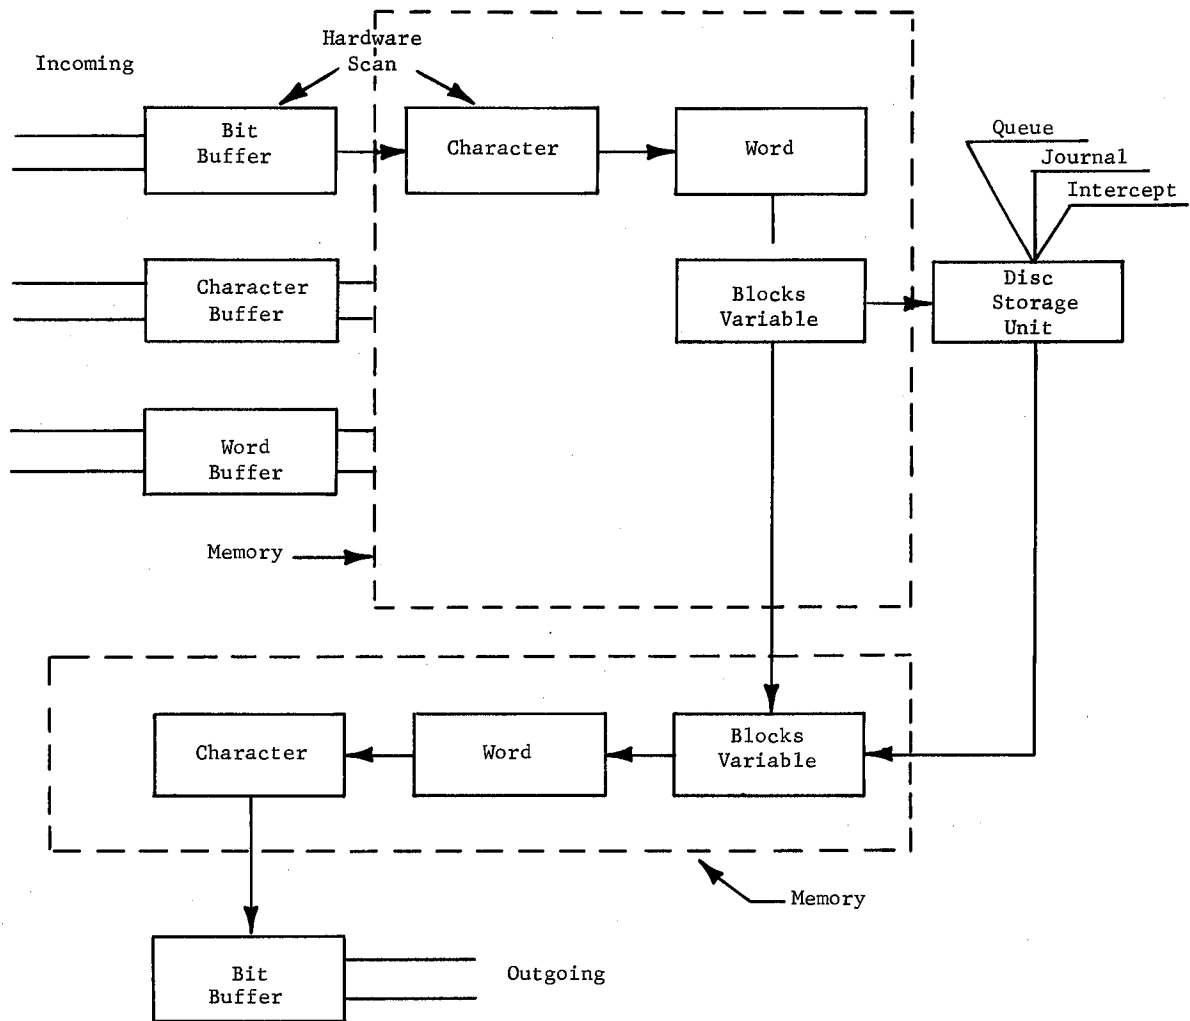 Incoming
Hardware
Scan
Bit
Buffer
Character
Word
Queue
Journal
Intercept
Character
Buffer
Blocks
Variable
Disc
Storage
Unit
Word
Buffer
Memory
Character
Word
Blocks
Variable
Memory
Bit
Buffer
Outgoing